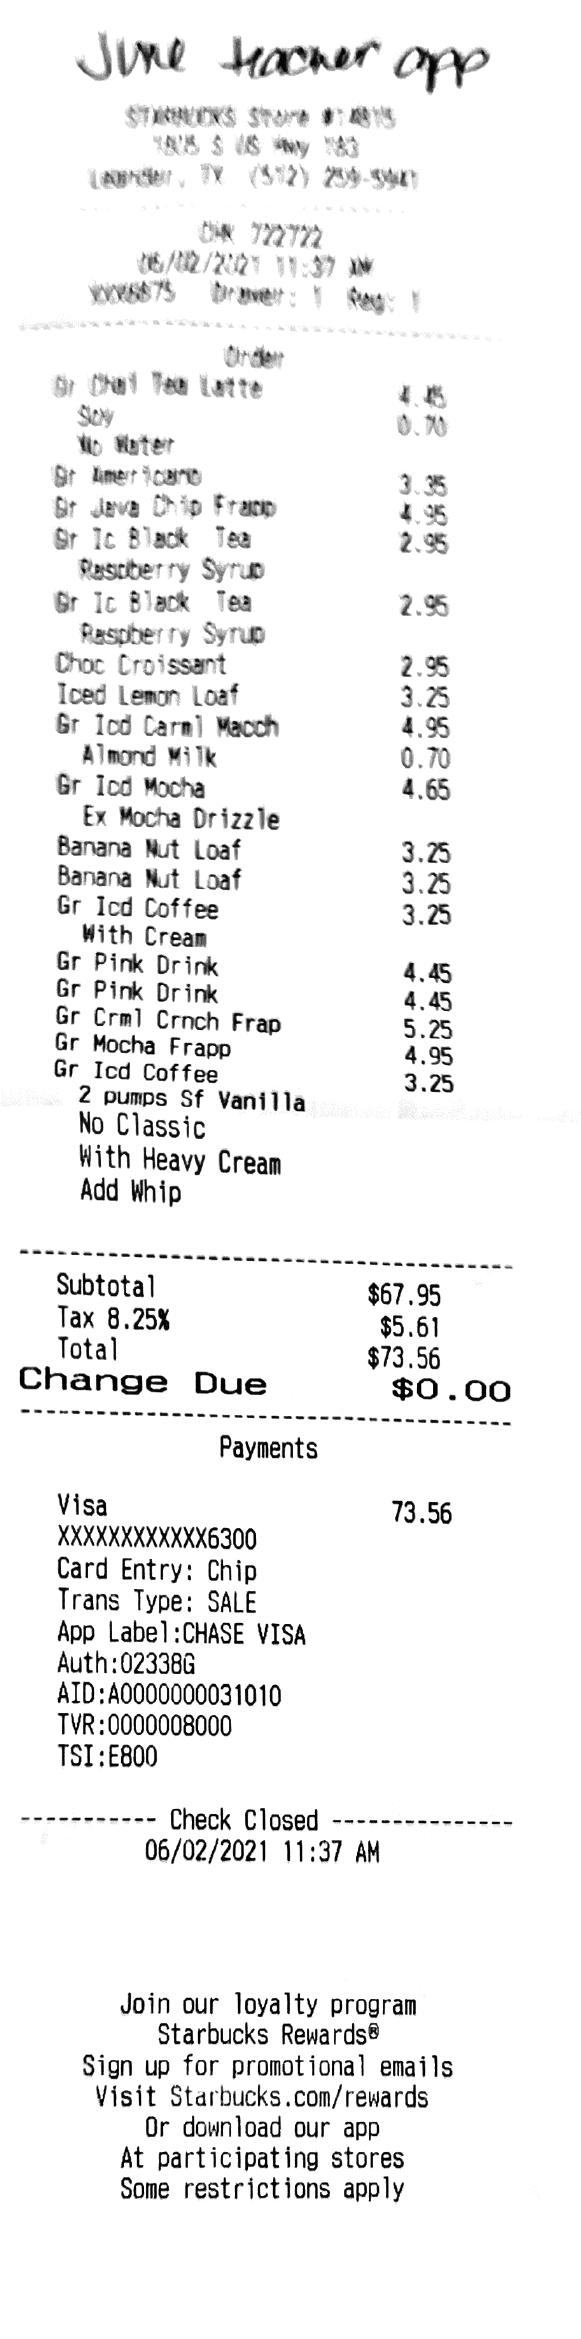 June teacher app
STARBUCKS Store #14815
US Hwy 183
Leander, TX (512) 259-5941
CHK 722722
06/02/2021 11:37 AM
XXX6875 Drawer: 1 Reg: 1
Order
Gr Chai Tea Latte 4.45
Soy 0.70
No Water
Gr Americano 3.35
Gr Java Chip Frapp 4.95
Gr Ic Black Tea 2.95
Raspberry Syrup
Gr Ic Black Tea 2.95
Raspberry Syrup
Choc Croissant 2.95
Iced Lemon Loaf 3.25
Gr Icd Carml Macch 4.95
Almond Milk 0.70
Gr Icd Mocha 4.65
Ex Mocha Drizzle
Banana Nut Loaf 3.25
Banana Nut Loaf 3.25
Gr Icd Coffee 3.25
With Cream
Gr Pink Drink 4.45
Gr Pink Drink 4.45
Gr Crml Crnch Frap 5.25
Gr Mocha Frapp 4.95
Gr Icd Coffee 3.25
2 pumps Sf Vanilla
No Classic
With Heavy Cream
Add Whip
Subtotal $67.95
Tax 8.25% $5.61
Total $73.56
Change Due $0.00
Payments
Visa 73.56
XXXXXXXXXXXX6300
Card Entry: Chip
Trans Type: SALE
App Label:CHASE VISA
Auth:02338G
AID:A0000000031010
TVR:0000008000
TSI:E800
----------- Check Closed ---------------
06/02/2021 11:37 AM
Join our loyalty program
Starbucks Rewards®
Sign up for promotional emails
Visit Starbucks.com/rewards
Or download our app
At participating stores
Some restrictions apply